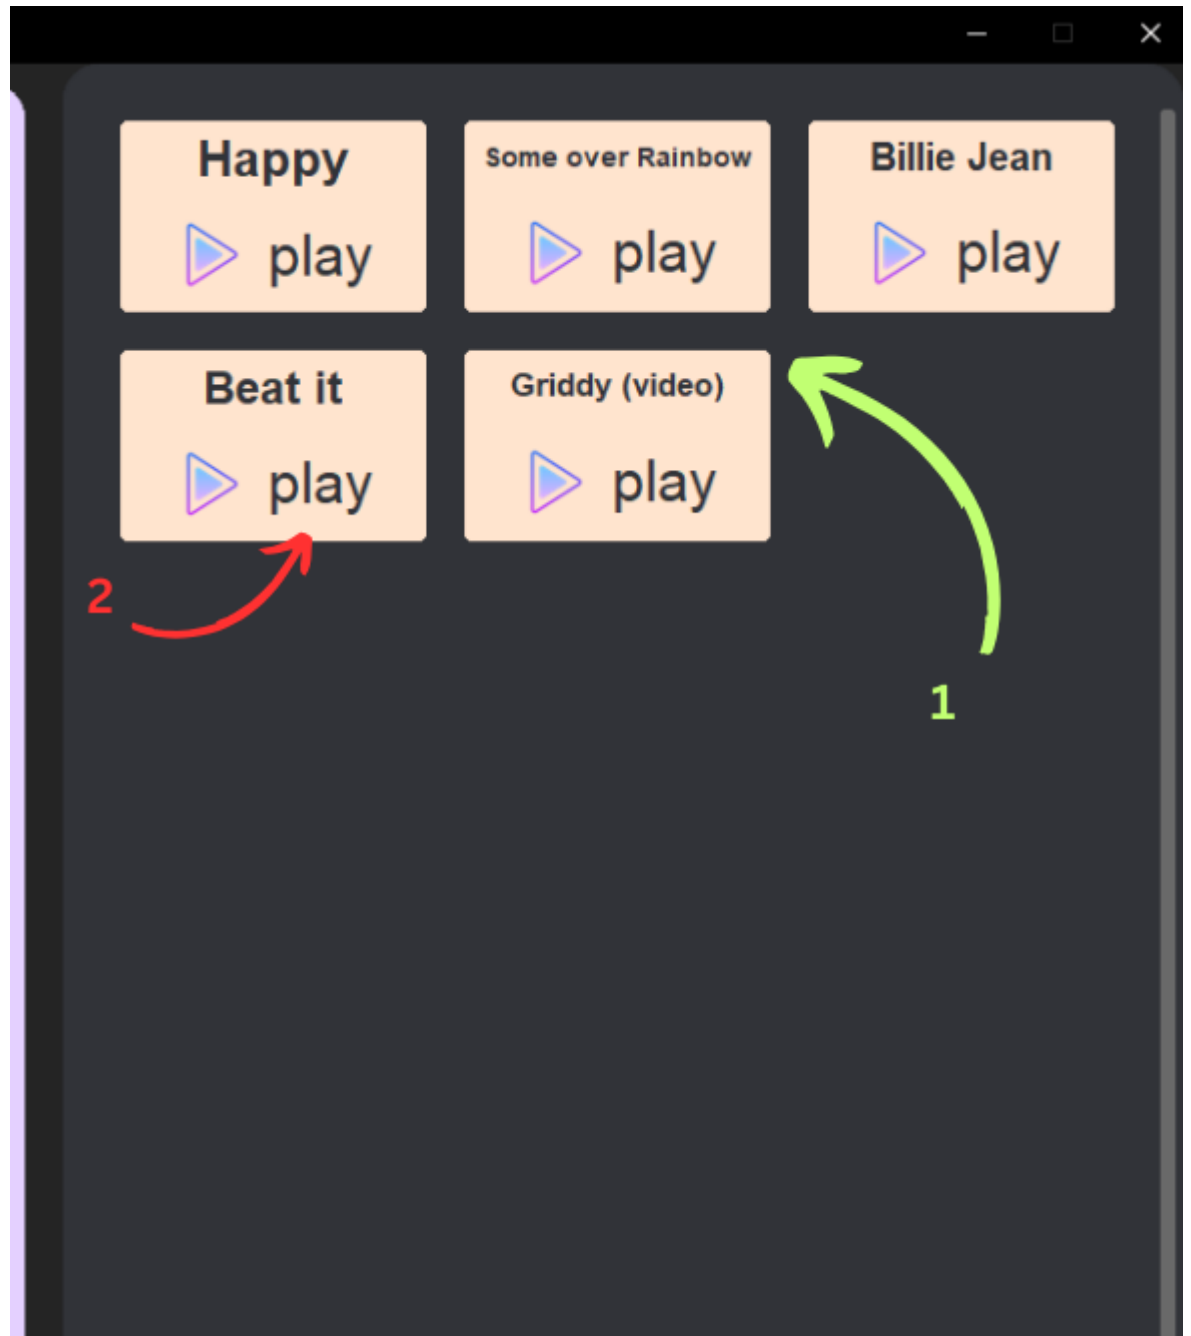 Happy
play
Some over Rainbow
play
Billie Jean
play
Beat it
play
Griddy (video)
play
2
1